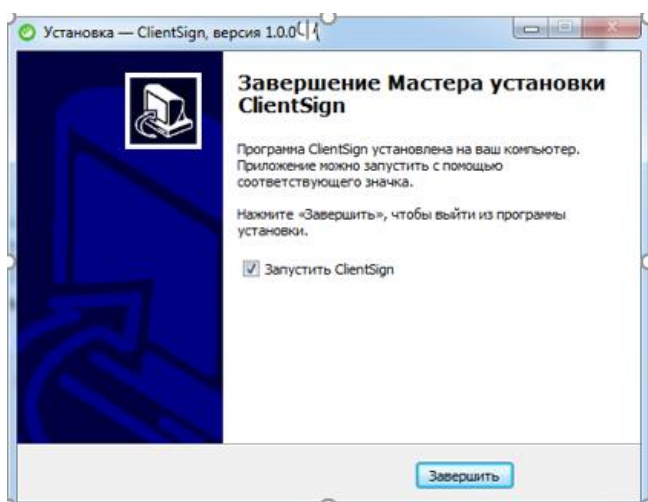 Установка — ClientSign, версия 1.0.0
Завершение Мастера установки
ClientSign
Программа ClientSign установлена на ваш компьютер.
Приложение можно запустить с помощью
соответствующего значка.
Нажмите «Завершить», чтобы выйти из программы
установки.
Запустить ClientSign
Завершить